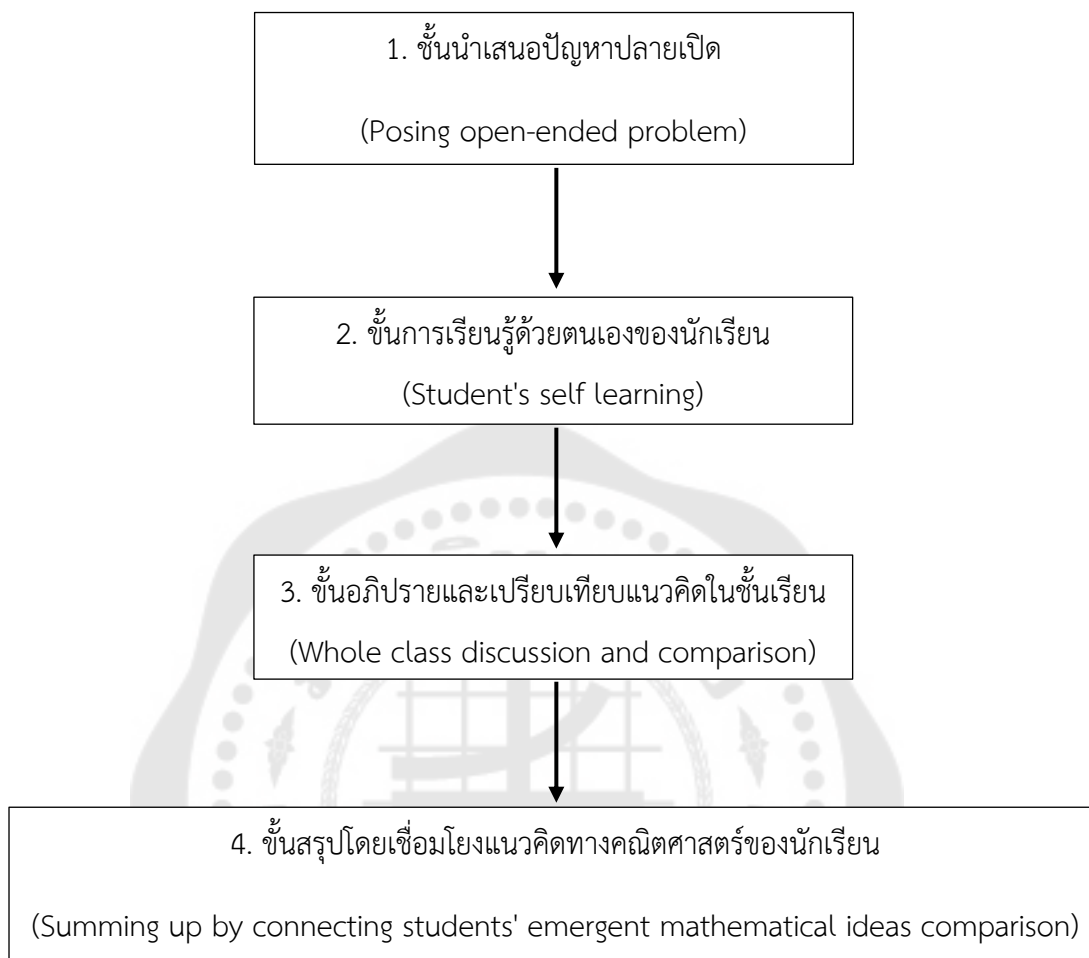 1. ชั้นนำเสนอปัญหาปลายเปิด
(Posing open-ended problem)
2. ขั้นการเรียนรู้ด้วยตนเองของนักเรียน
(Student's self learning)
3. ขั้นอภิปรายและเปรียบเทียบแนวคิดในชั้นเรียน
(Whole class discussion and comparison)
4. ขั้นสรุปโดยเชื่อมโยงแนวคิดทางคณิตศาสตร์ของนักเรียน
(Summing up by connecting students' emergent mathematical ideas comparison)